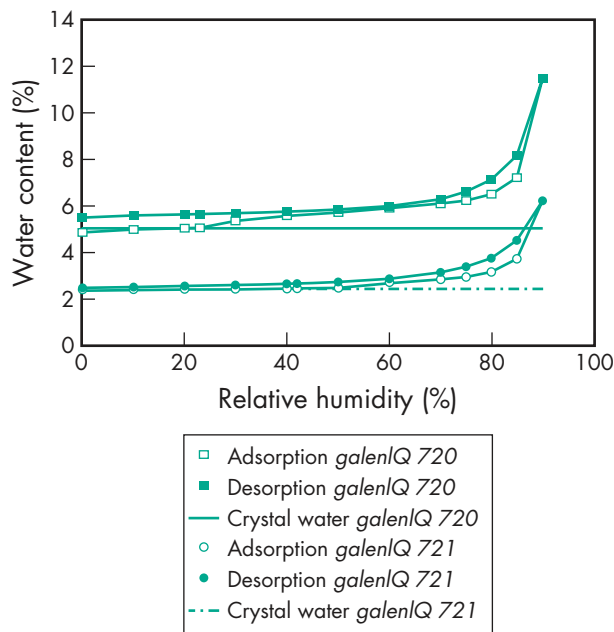 14
12
10
8
6
4
2
0
Water content (%)
0 20 40 60 80 100
Relative humidity (%)
Adsorption galenIQ 720
Desorption galenIQ 720
Crystal water galenIQ 720
Adsorption galenIQ 721
Desorption galenIQ 721
Crystal water galenIQ 721